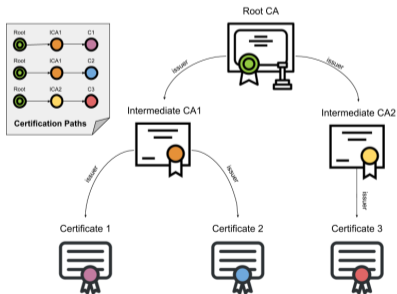 Root CA
Root ICA1 C1
Root ICA1 C2
Root ICA2 C3
Certification Paths
issuer
issuer
Intermediate CA1
Intermediate CA2
issuer
issuer
issuer
Certificate 1
Certificate 2
Certificate 3